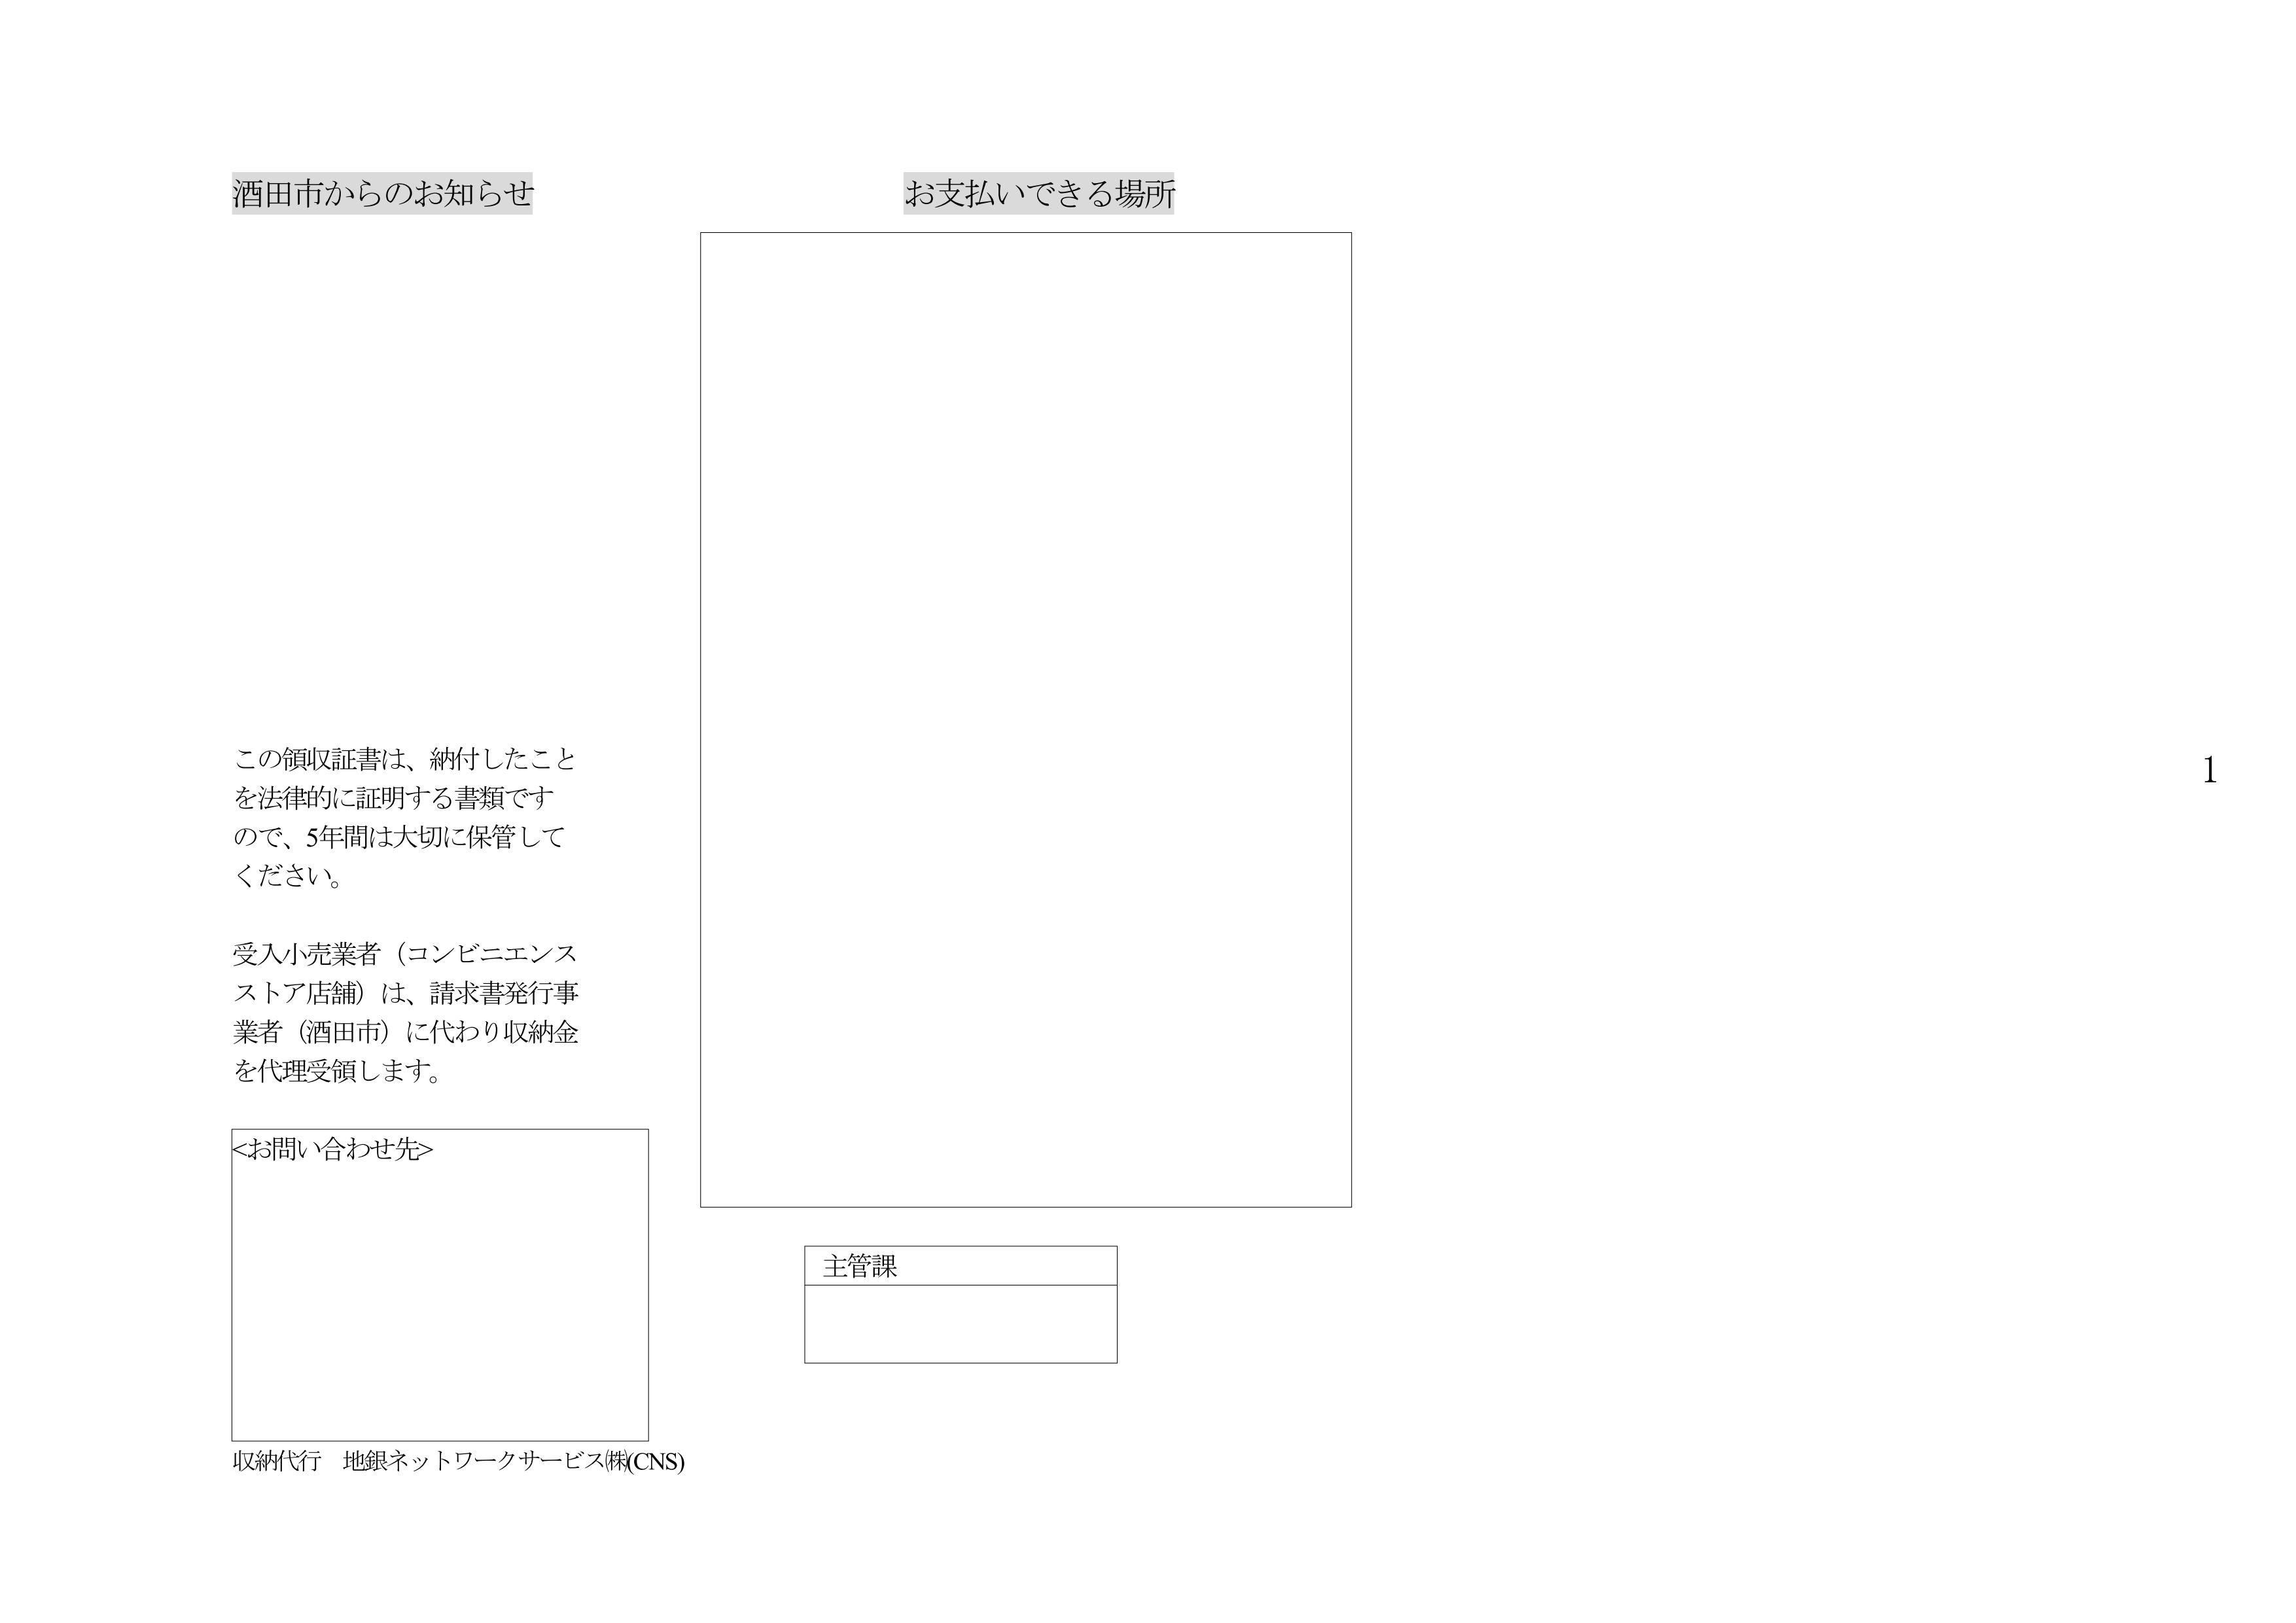 酒田市からのお知らせ
お支払いできる場所
この領収証書は、納付したこと
を法律的に証明する書類です
ので、5年間は大切に保管して
ください。
受入小売業者（コンビニエンス
ストア店舗）は、請求書発行事
業者（酒田市）に代わり収納金
を代理受領します。
<お問い合わせ先>
主管課
収納代行　地銀ネットワークサービス㈱(CNS)
1